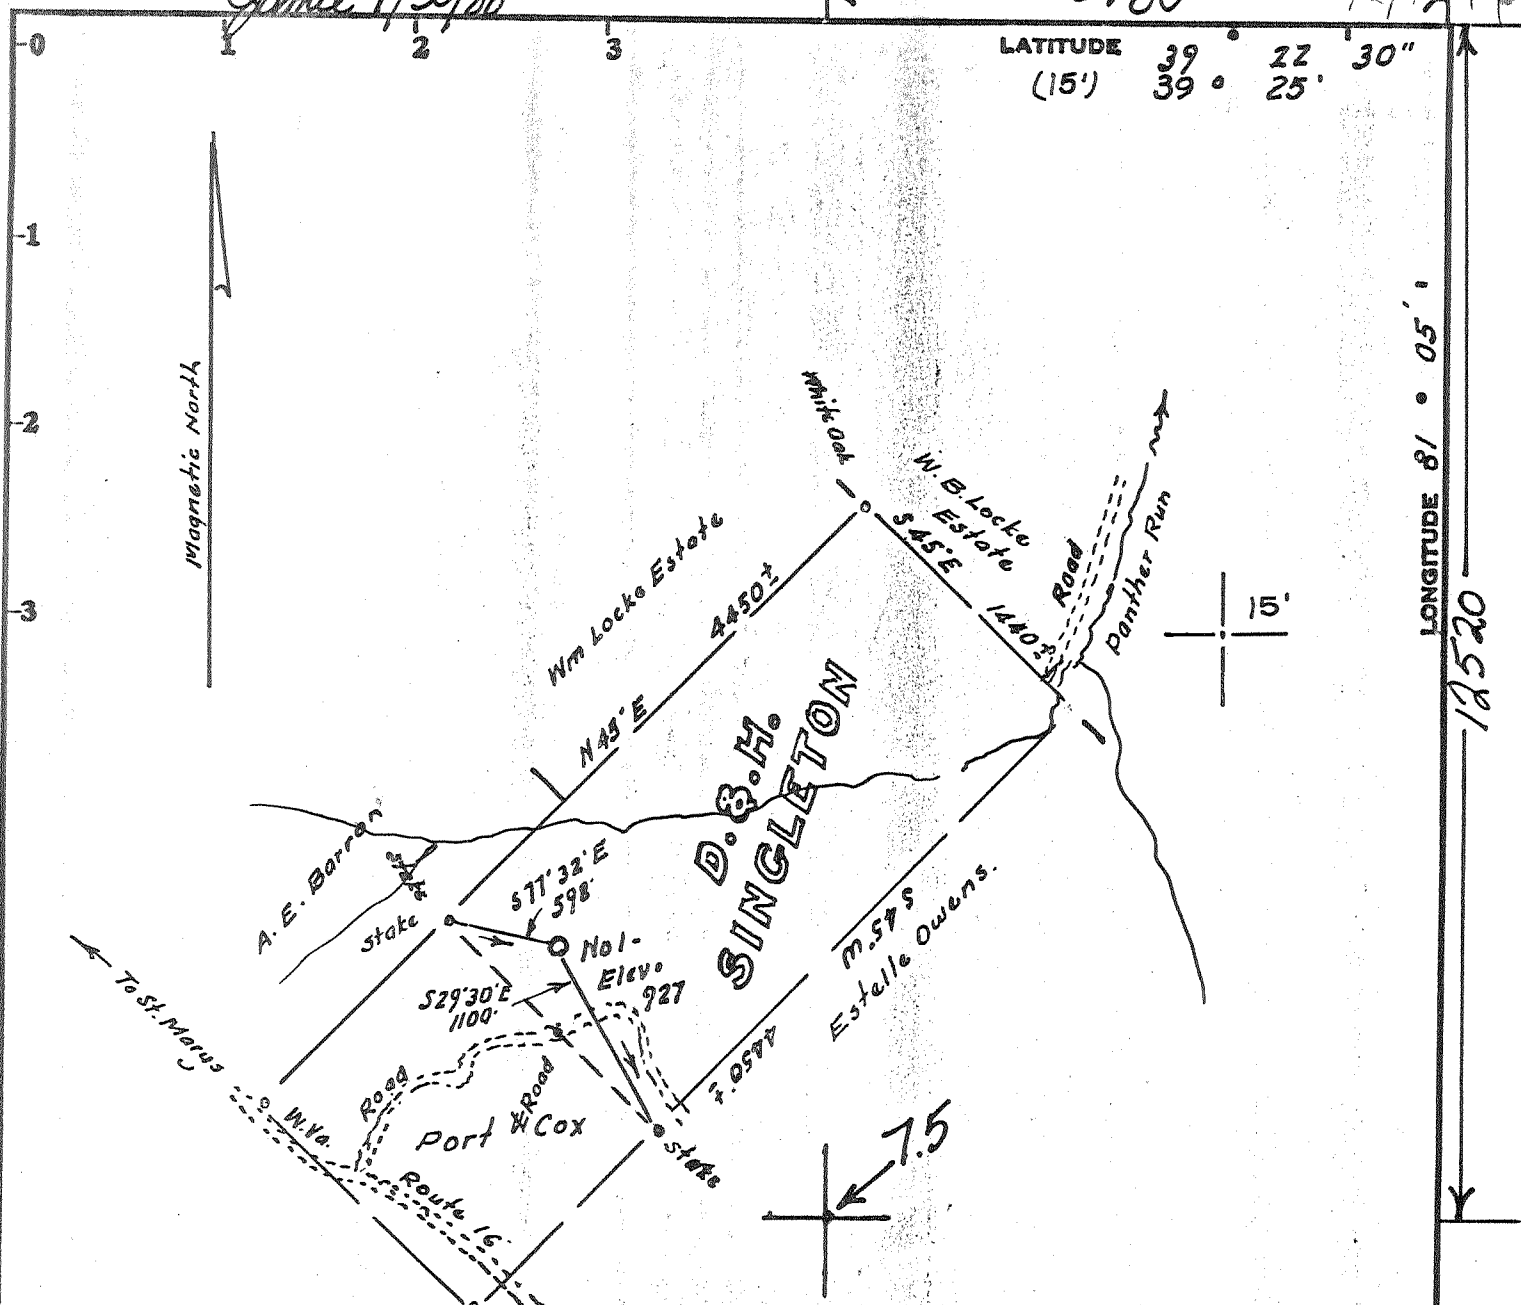 0
1
2
3
LATITUDE 39 22 30"
(15') 39° 25'
-1
-2
-3
LONGITUDE 81 ° 05'
12520
Magnetic North
White Oak
W. B. Locke
Estate
S 45° E
1440±
Road
Panther Run
15'
Wm Locke Estate
4450±
N 45° E
D. & H.
SINGLETON
A. E. Barron
Stake
Stake
S77°32'E
598'
No 1-
Elev.
927
S29°30'E
1100'
S 45° W
Estelle Owens.
4450'±
To St. Marys
W.Va.
Road
Road
Port & Cox
Stake
Route 16
7.5